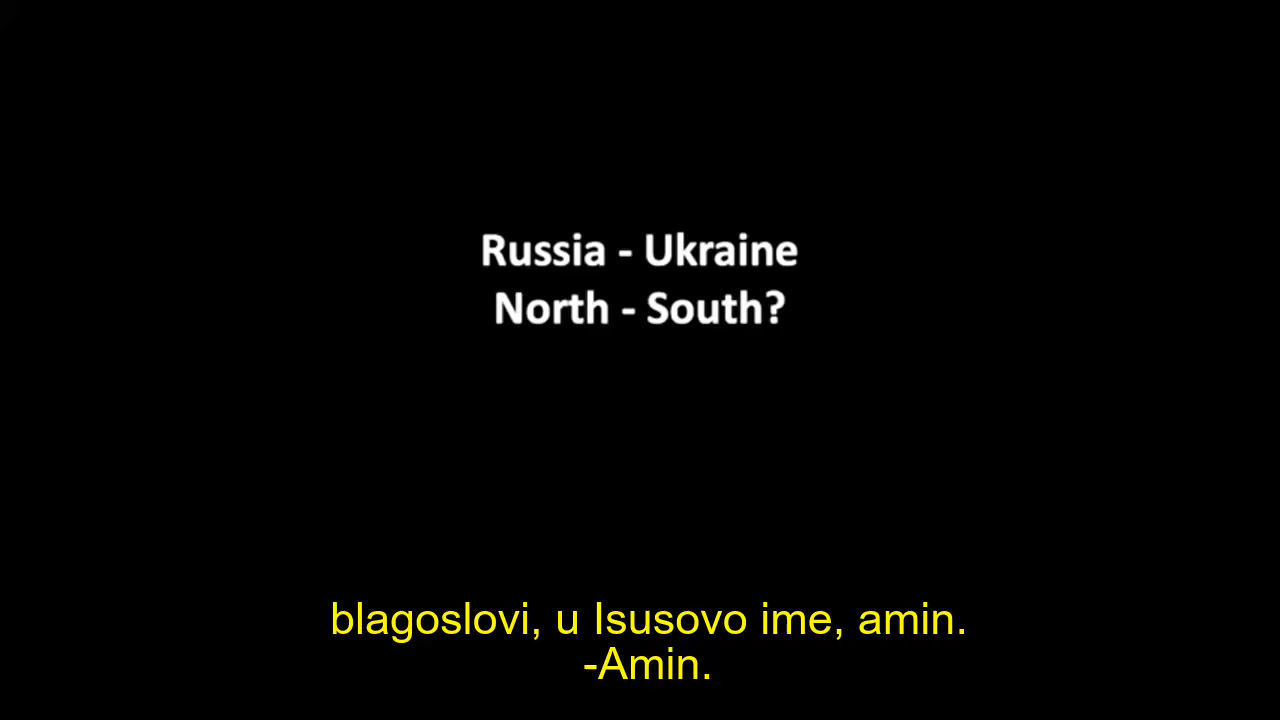 Russia - Ukraine
North - South?
blagoslovi, u Isusovo ime, amin.
-Amin.